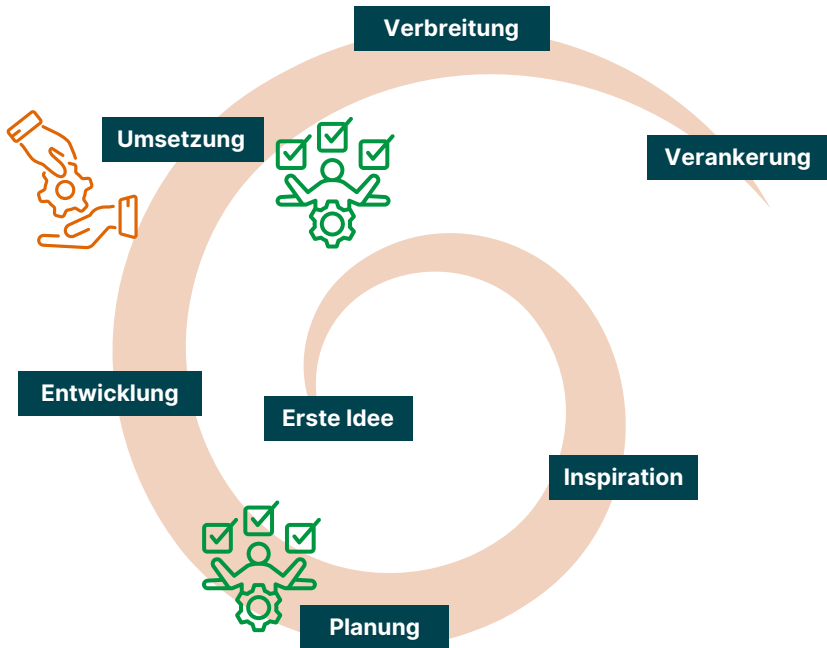 Verbreitung
Umsetzung
Verankerung
Entwicklung
Erste Idee
Inspiration
Planung